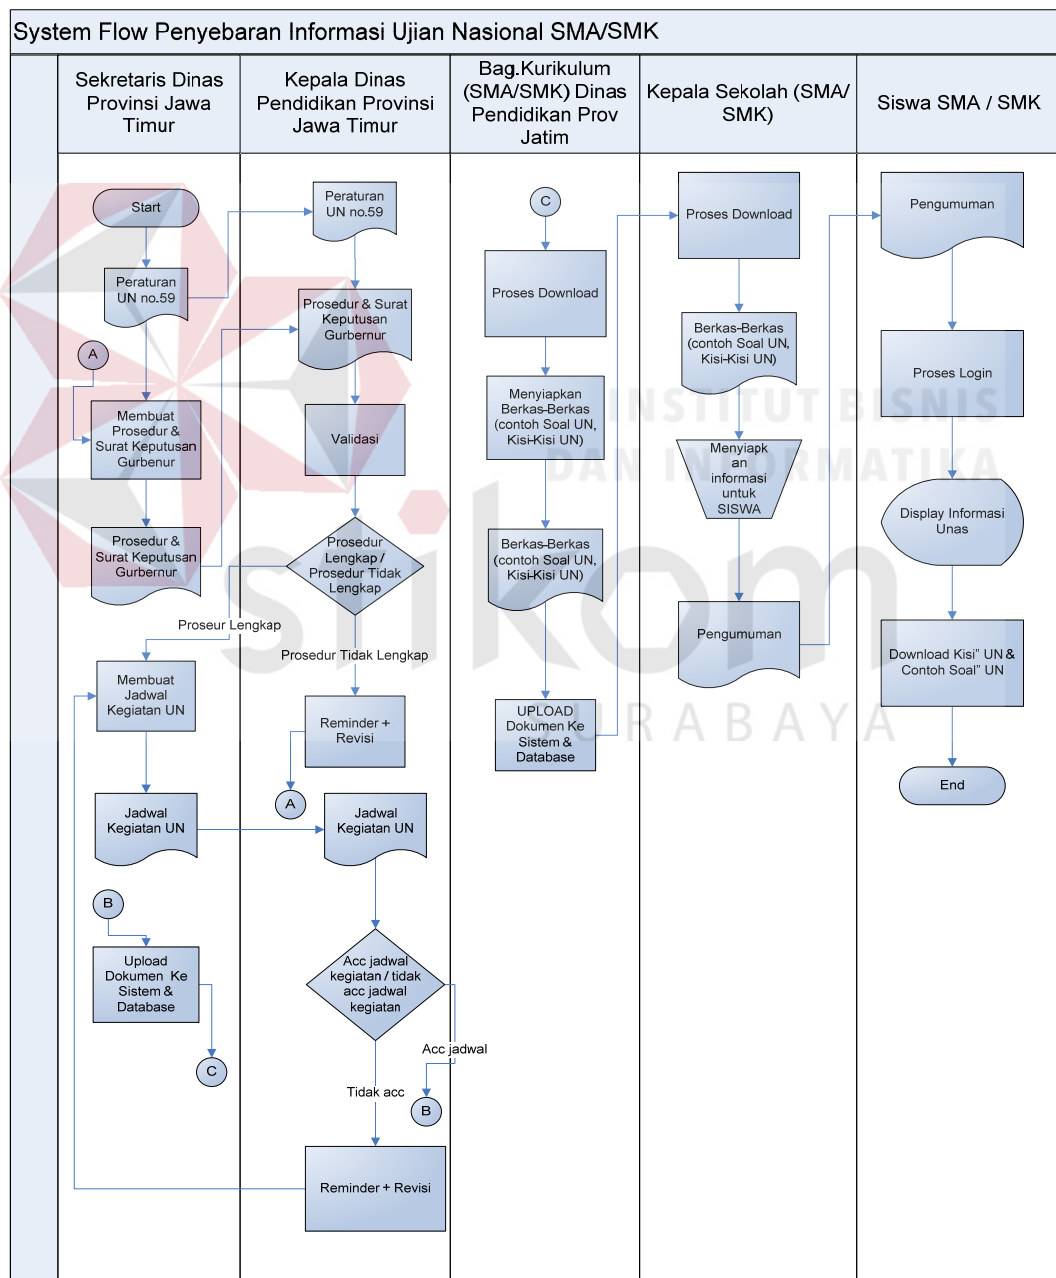 System Flow Penyebaran Informasi Ujian Nasional SMA/SMK
Sekretaris Dinas
Provinsi Jawa
Timur
Kepala Dinas
Pendidikan Provinsi
Jawa Timur
Bag.Kurikulum
(SMA/SMK) Dinas
Pendidikan Prov
Jatim
Kepala Sekolah (SMA/
SMK)
Siswa SMA / SMK
Start
Peraturan
UN no.59
A
Membuat
Prosedur &
Surat Keputusan
Gurbenur
Prosedur &
Surat Keputusan
Gurbernur
Proseur Lengkap
Membuat
Jadwal
Kegiatan UN
Jadwal
Kegiatan UN
B
Upload
Dokumen Ke
Sistem &
Database
C
Peraturan
UN no.59
Prosedur & Surat
Keputusan
Gurbernur
Validasi
Prosedur
Lengkap /
Prosedur Tidak
Lengkap
Prosedur Tidak Lengkap
Reminder +
Revisi
A
Jadwal
Kegiatan UN
Acc jadwal
kegiatan / tidak
acc jadwal
kegiatan
Acc jadwal
Tidak acc
B
Reminder + Revisi
C
Proses Download
Menyiapkan
Berkas-Berkas
(contoh Soal UN,
Kisi-Kisi UN)
Berkas-Berkas
(contoh Soal UN,
Kisi-Kisi UN)
UPLOAD
Dokumen Ke
Sistem &
Database
Proses Download
Berkas-Berkas
(contoh Soal UN,
Kisi-Kisi UN)
Menyiapk
an
informasi
untuk
SISWA
Pengumuman
Pengumuman
Proses Login
Display Informasi
Unas
Download Kisi" UN &
Contoh Soal" UN
End
INSTITUT BISNIS
DAN INFORMATIKA
stikom
SURABAYA